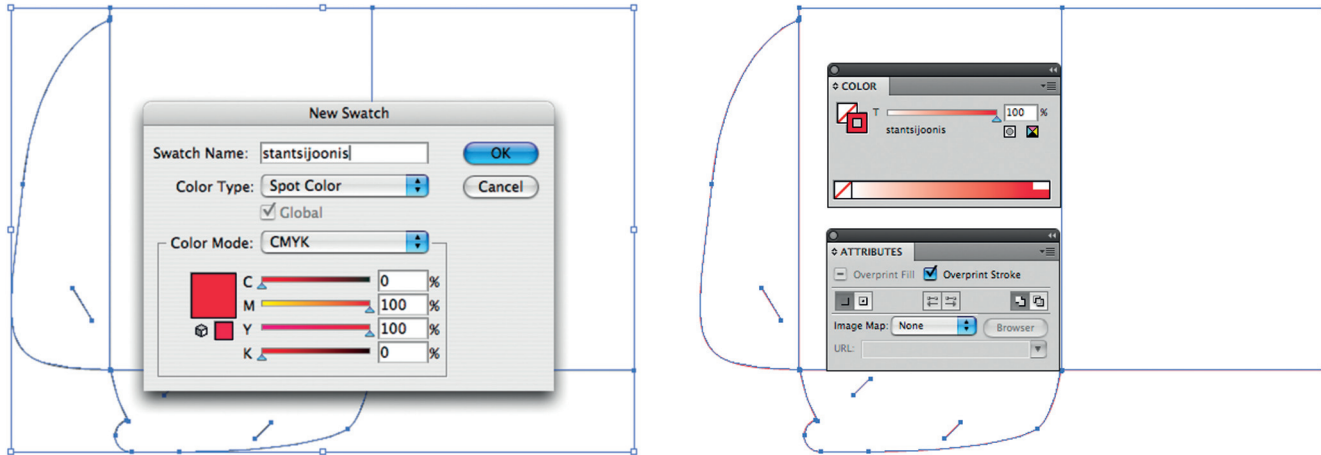 New Swatch
Swatch Name: stantsijoonis
OK
Color Type: Spot Color
Cancel
Global
Color Mode: CMYK
C 0 %
M 100 %
Y 100 %
K 0 %
COLOR
T 100 %
stantsijoonis
ATTRIBUTES
Overprint Fill Overprint Stroke
Image Map: None Browser
URL: